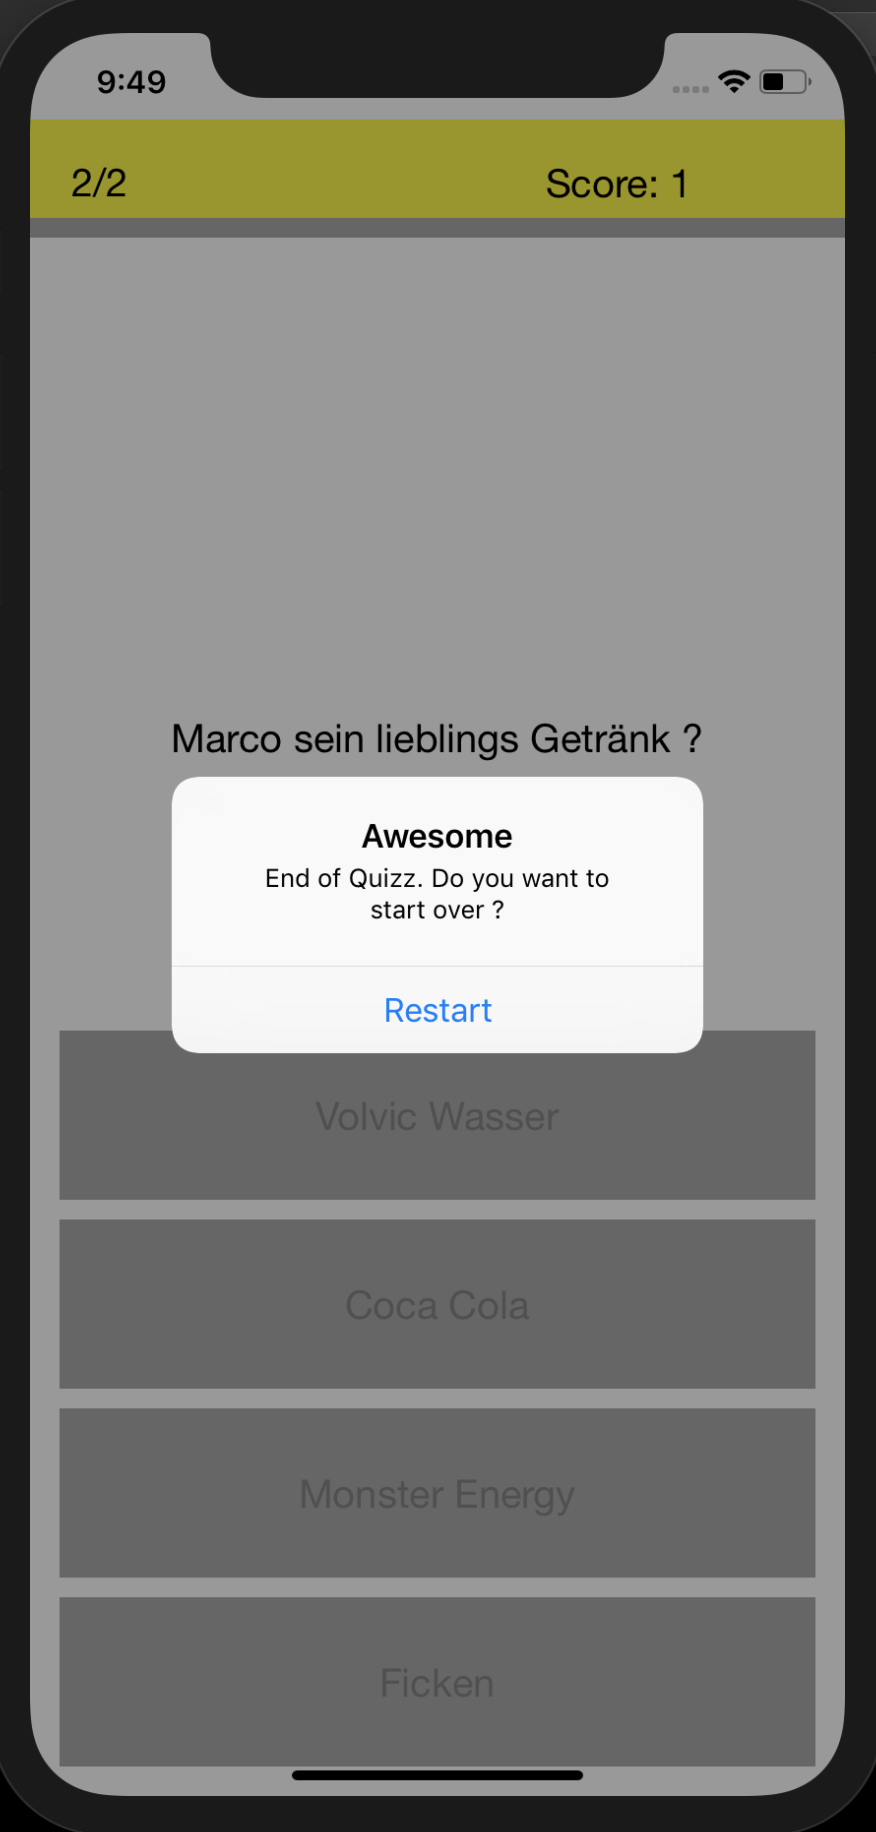 9:49
2/2
Score: 1
Marco sein lieblings Getränk ?
Awesome
End of Quizz. Do you want to
start over ?
Restart
Volvic Wasser
Coca Cola
Monster Energy
Ficken